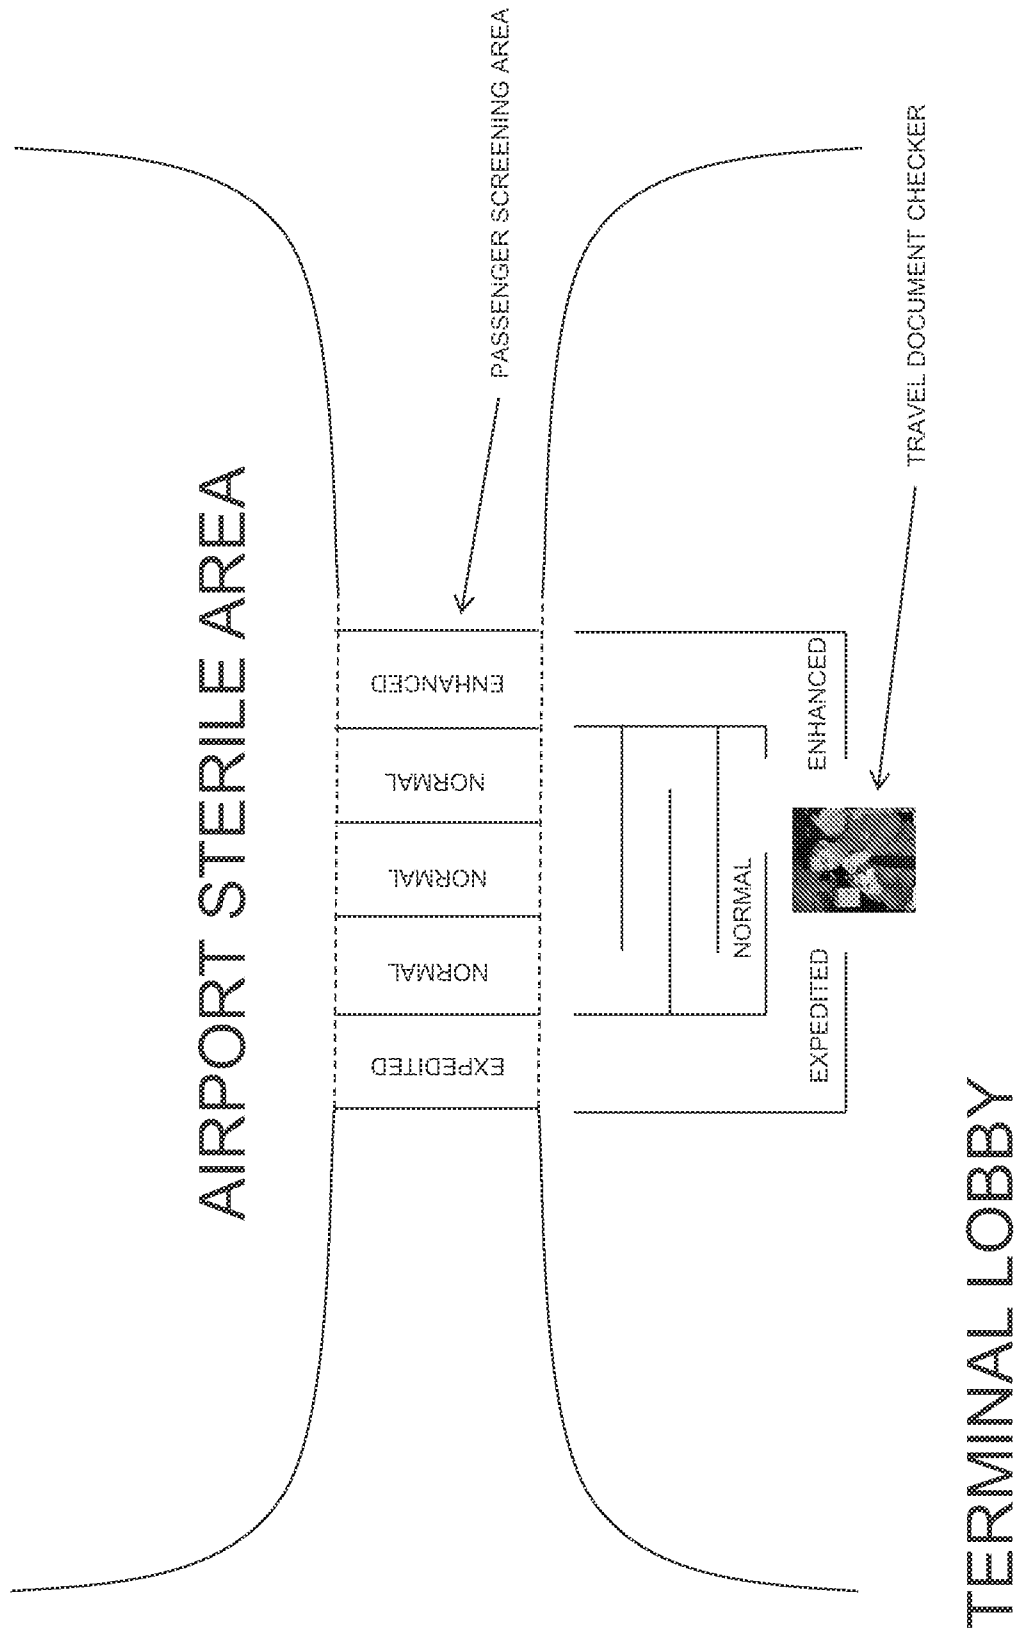 AIRPORT STERILE AREA
PASSENGER SCREENING AREA
EXPEDITED
NORMAL
NORMAL
NORMAL
ENHANCED
NORMAL
EXPEDITED
ENHANCED
TRAVEL DOCUMENT CHECKER
TERMINAL LOBBY